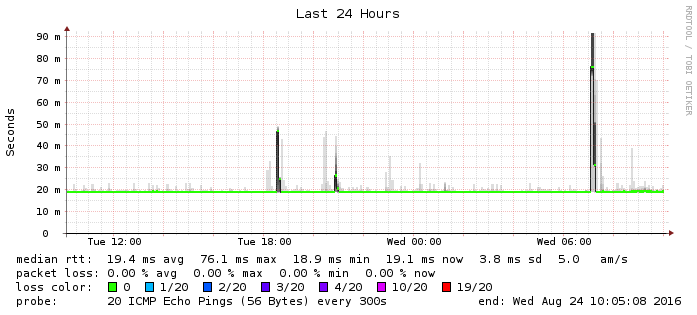 Last 24 Hours
RRDTOOL / TOBI OETIKER
Seconds
90 m
80 m
70 m
60 m
50 m
40 m
30 m
20 m
10 m
0
Tue 12:00 Tue 18:00 Wed 00:00 Wed 06:00
median rtt: 19.4 ms avg 76.1 ms max 18.9 ms min 19.1 ms now 3.8 ms sd 5.0 am/s
packet loss: 0.00 % avg 0.00 % max 0.00 % min 0.00 % now
loss color: 0 1/20 2/20 3/20 4/20 10/20 19/20
probe: 20 ICMP Echo Pings (56 Bytes) every 300s end: Wed Aug 24 10:05:08 2016